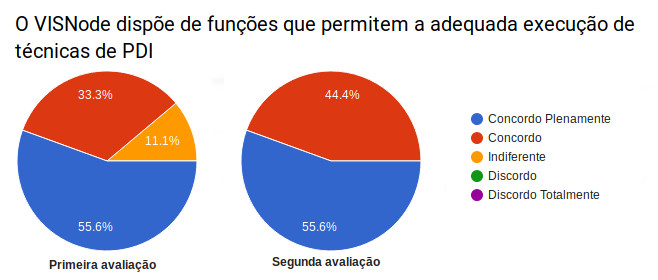 O VISNode dispõe de funções que permitem a adequada execução de
técnicas de PDI
33.3%
11.1%
55.6%
Primeira avaliação
44.4%
55.6%
Segunda avaliação
Concordo Plenamente
Concordo
Indiferente
Discordo
Discordo Totalmente